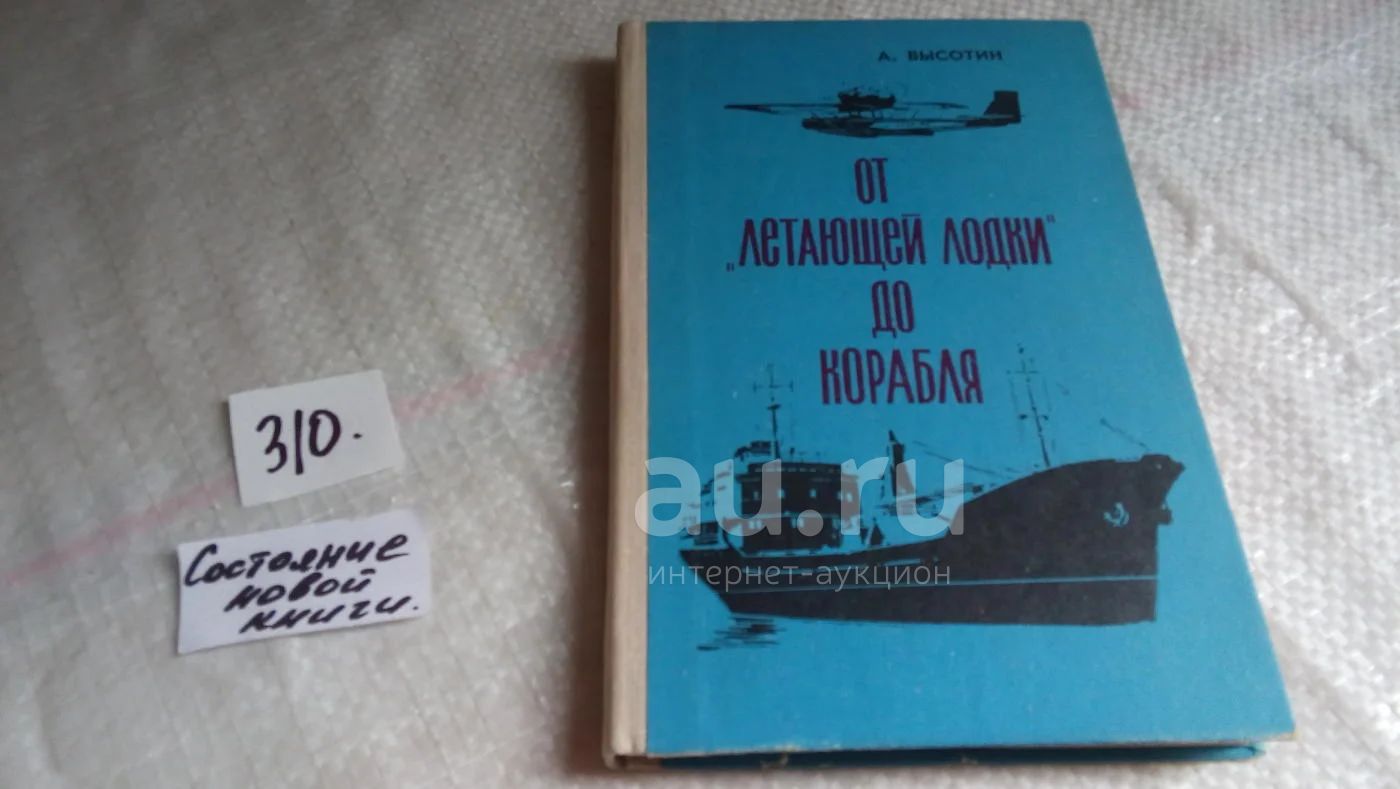 А. ВЫСОТИН
ОТ
„ЛЕТАЮЩЕЙ ЛОДКИ“
ДО
КОРАБЛЯ
au.ru
интернет-аукцион
310.
Состояние
новой
книги.